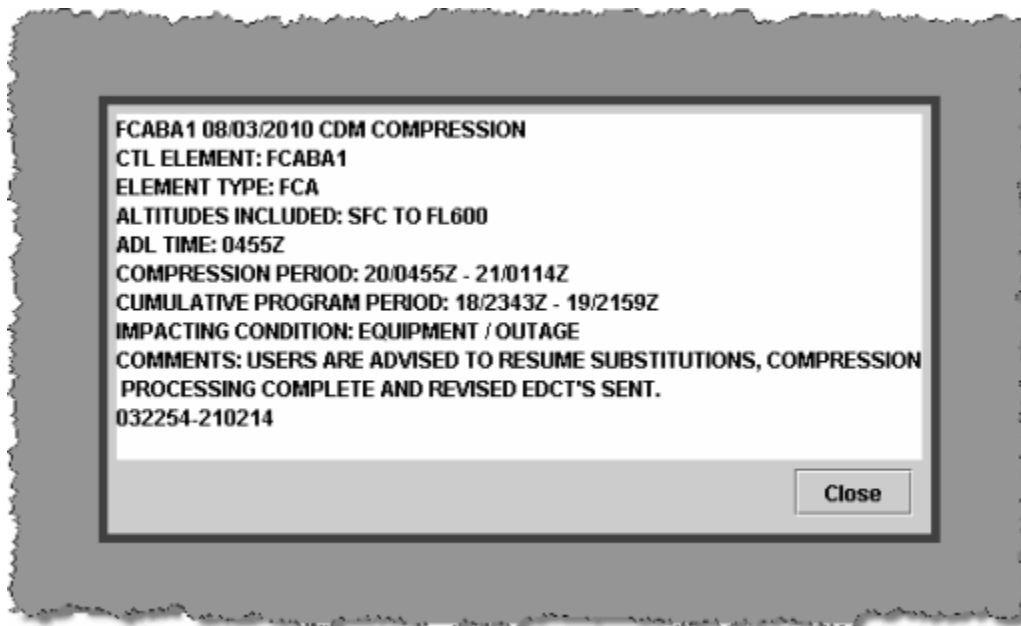 FCABA1 08/03/2010 CDM COMPRESSION
CTL ELEMENT: FCABA1
ELEMENT TYPE: FCA
ALTITUDES INCLUDED: SFC TO FL600
ADL TIME: 0455Z
COMPRESSION PERIOD: 20/0455Z - 21/0114Z
CUMULATIVE PROGRAM PERIOD: 18/2343Z - 19/2159Z
IMPACTING CONDITION: EQUIPMENT / OUTAGE
COMMENTS: USERS ARE ADVISED TO RESUME SUBSTITUTIONS, COMPRESSION
PROCESSING COMPLETE AND REVISED EDCT'S SENT.
032254-210214
Close